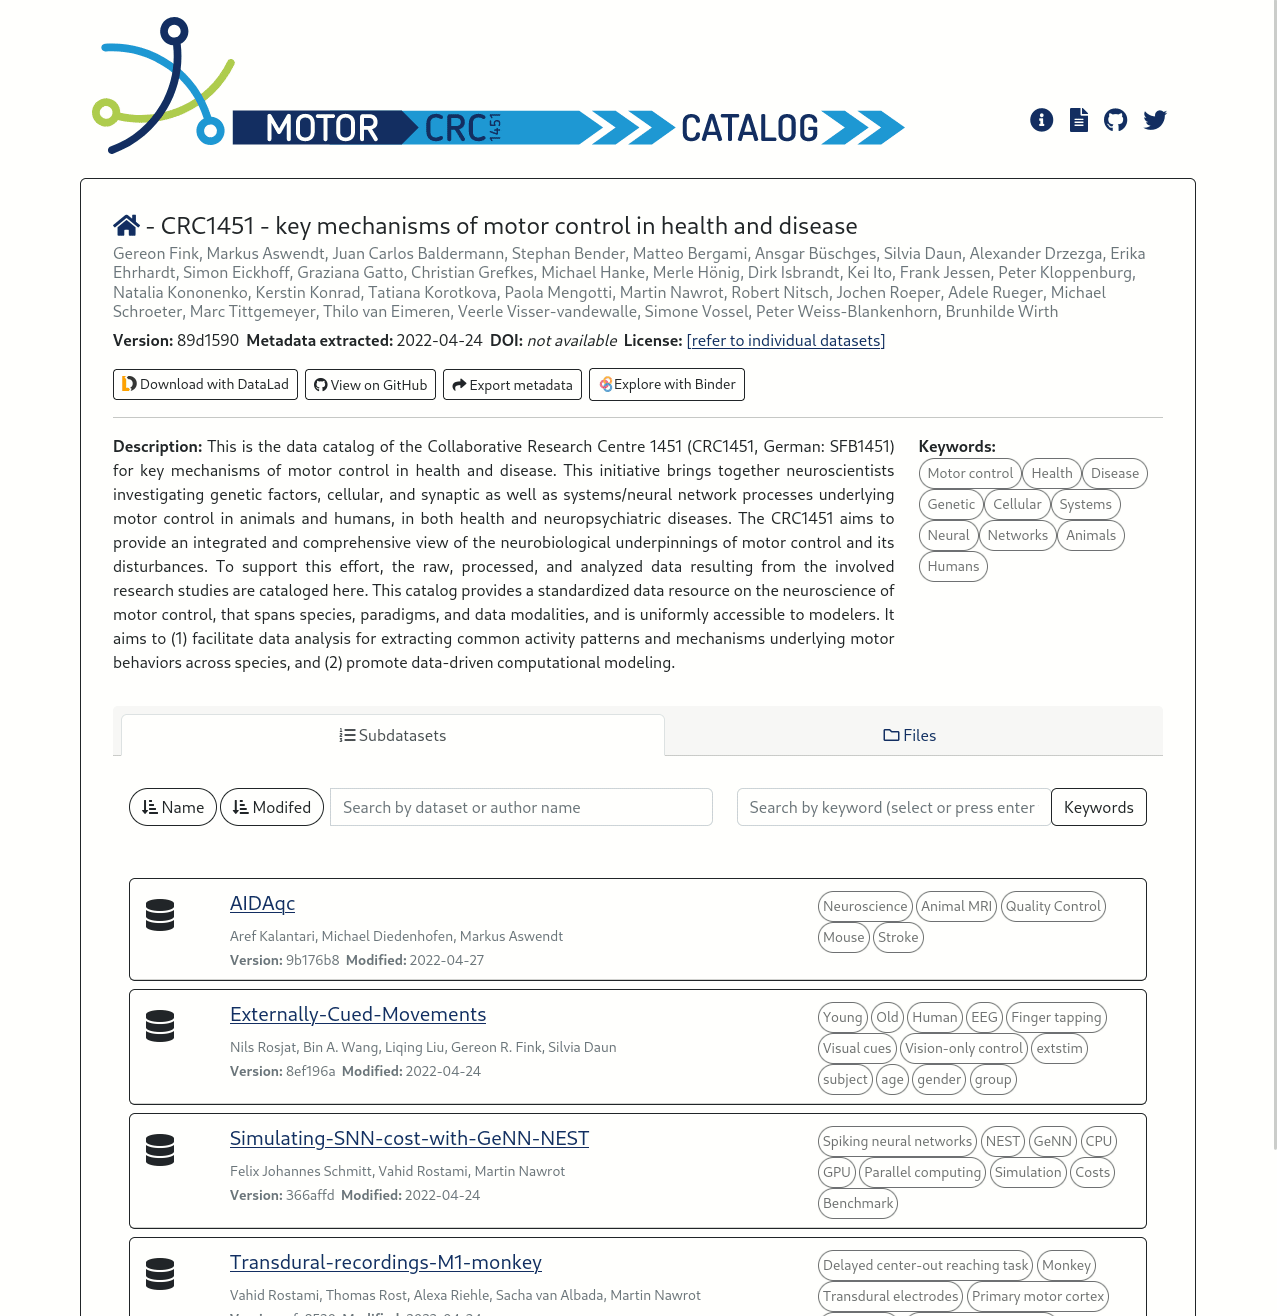 MOTOR CRC 1451 CATALOG
- CRC1451 - key mechanisms of motor control in health and disease
Gereon Fink, Markus Aswendt, Juan Carlos Baldermann, Stephan Bender, Matteo Bergami, Ansgar Büschges, Silvia Daun, Alexander Drzezga, Erika
Ehrhardt, Simon Eickhoff, Graziana Gatto, Christian Grefkes, Michael Hanke, Merle Hönig, Dirk Isbrandt, Kei Ito, Frank Jessen, Peter Kloppenburg,
Natalia Kononenko, Kerstin Konrad, Tatiana Korotkova, Paola Mengotti, Martin Nawrot, Robert Nitsch, Jochen Roeper, Adele Rueger, Michael
Schroeter, Marc Tittgemeyer, Thilo van Eimeren, Veerle Visser-vandewalle, Simone Vossel, Peter Weiss-Blankenhorn, Brunhilde Wirth
Version: 89d1590 Metadata extracted: 2022-04-24 DOI: not available License: [refer to individual datasets]
Download with DataLad View on GitHub Export metadata Explore with Binder
Description: This is the data catalog of the Collaborative Research Centre 1451 (CRC1451, German: SFB1451)
for key mechanisms of motor control in health and disease. This initiative brings together neuroscientists
investigating genetic factors, cellular, and synaptic as well as systems/neural network processes underlying
motor control in animals and humans, in both health and neuropsychiatric diseases. The CRC1451 aims to
provide an integrated and comprehensive view of the neurobiological underpinnings of motor control and its
disturbances. To support this effort, the raw, processed, and analyzed data resulting from the involved
research studies are cataloged here. This catalog provides a standardized data resource on the neuroscience of
motor control, that spans species, paradigms, and data modalities, and is uniformly accessible to modelers. It
aims to (1) facilitate data analysis for extracting common activity patterns and mechanisms underlying motor
behaviors across species, and (2) promote data-driven computational modeling.
Keywords:
Motor control Health Disease
Genetic Cellular Systems
Neural Networks Animals
Humans
Subdatasets Files
Name Modifed Search by dataset or author name Search by keyword (select or press enter Keywords
AIDAqc
Aref Kalantari, Michael Diedenhofen, Markus Aswendt
Version: 9b176b8 Modified: 2022-04-27
Neuroscience Animal MRI Quality Control
Mouse Stroke
Externally-Cued-Movements
Nils Rosjat, Bin A. Wang, Liqing Liu, Gereon R. Fink, Silvia Daun
Version: 8ef196a Modified: 2022-04-24
Young Old Human EEG Finger tapping
Visual cues Vision-only control extstim
subject age gender group
Simulating-SNN-cost-with-GeNN-NEST
Felix Johannes Schmitt, Vahid Rostami, Martin Nawrot
Version: 366affd Modified: 2022-04-24
Spiking neural networks NEST GeNN CPU
GPU Parallel computing Simulation Costs
Benchmark
Transdural-recordings-M1-monkey
Vahid Rostami, Thomas Rost, Alexa Riehle, Sacha van Albada, Martin Nawrot
Delayed center-out reaching task Monkey
Transdural electrodes Primary motor cortex